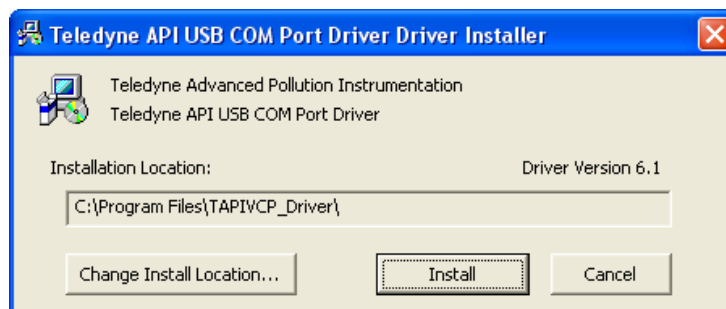 Teledyne API USB COM Port Driver Driver Installer
Teledyne Advanced Pollution Instrumentation
Teledyne API USB COM Port Driver
Installation Location:
Driver Version 6.1
C:\Program Files\TAPIVCP_Driver\
Change Install Location...
Install
Cancel